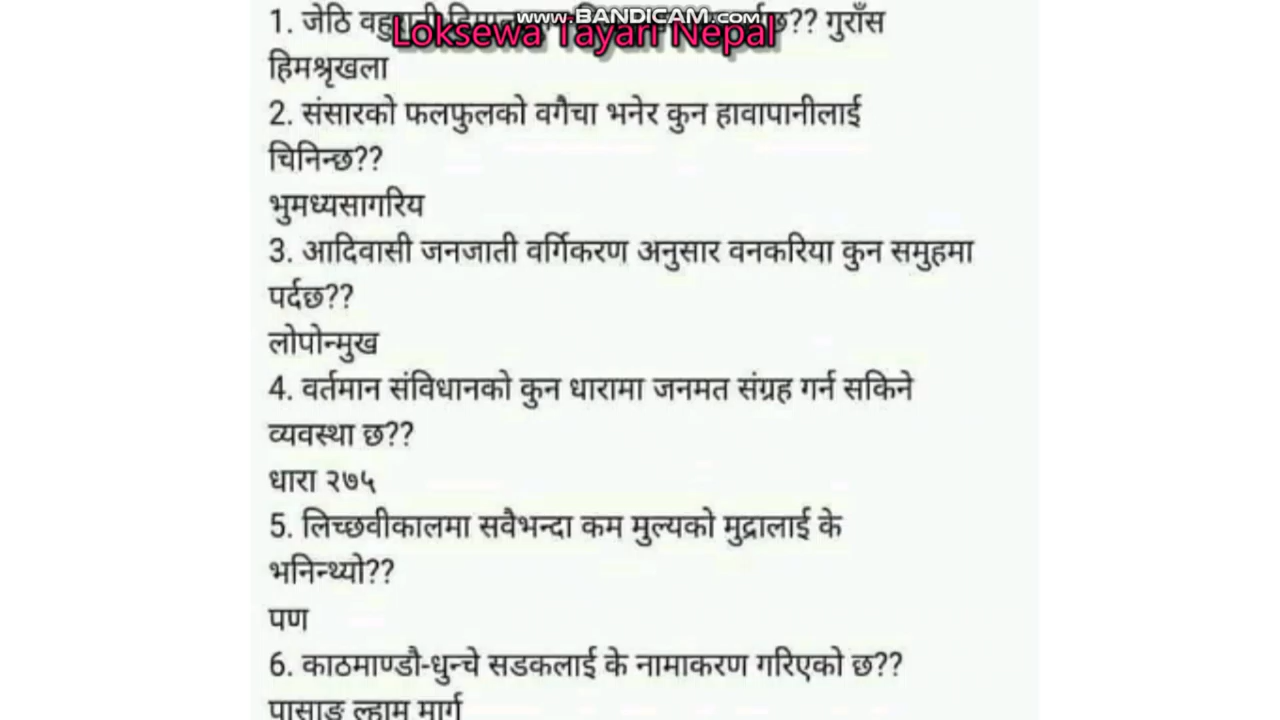 www.BANDICAM.com
Loksewa Tayari Nepal
1. जेठि ?? गुराँस
हिमश्रृखला
2. संसारको फलफुलको वगैचा भनेर कुन हावापानीलाई
चिनिन्छ??
भुमध्यसागरिय
3. आदिवासी जनजाती वर्गिकरण अनुसार वनकरिया कुन समुहमा
पर्दछ??
लोपोन्मुख
4. वर्तमान संविधानको कुन धारामा जनमत संग्रह गर्न सकिने
व्यवस्था छ??
धारा २७५
5. लिच्छवीकालमा सवैभन्दा कम मुल्यको मुद्रालाई के
भनिन्थ्यो??
पण
6. काठमाण्डौ-धुन्चे सडकलाई के नामाकरण गरिएको छ??
पासाङ ल्हामु मार्ग